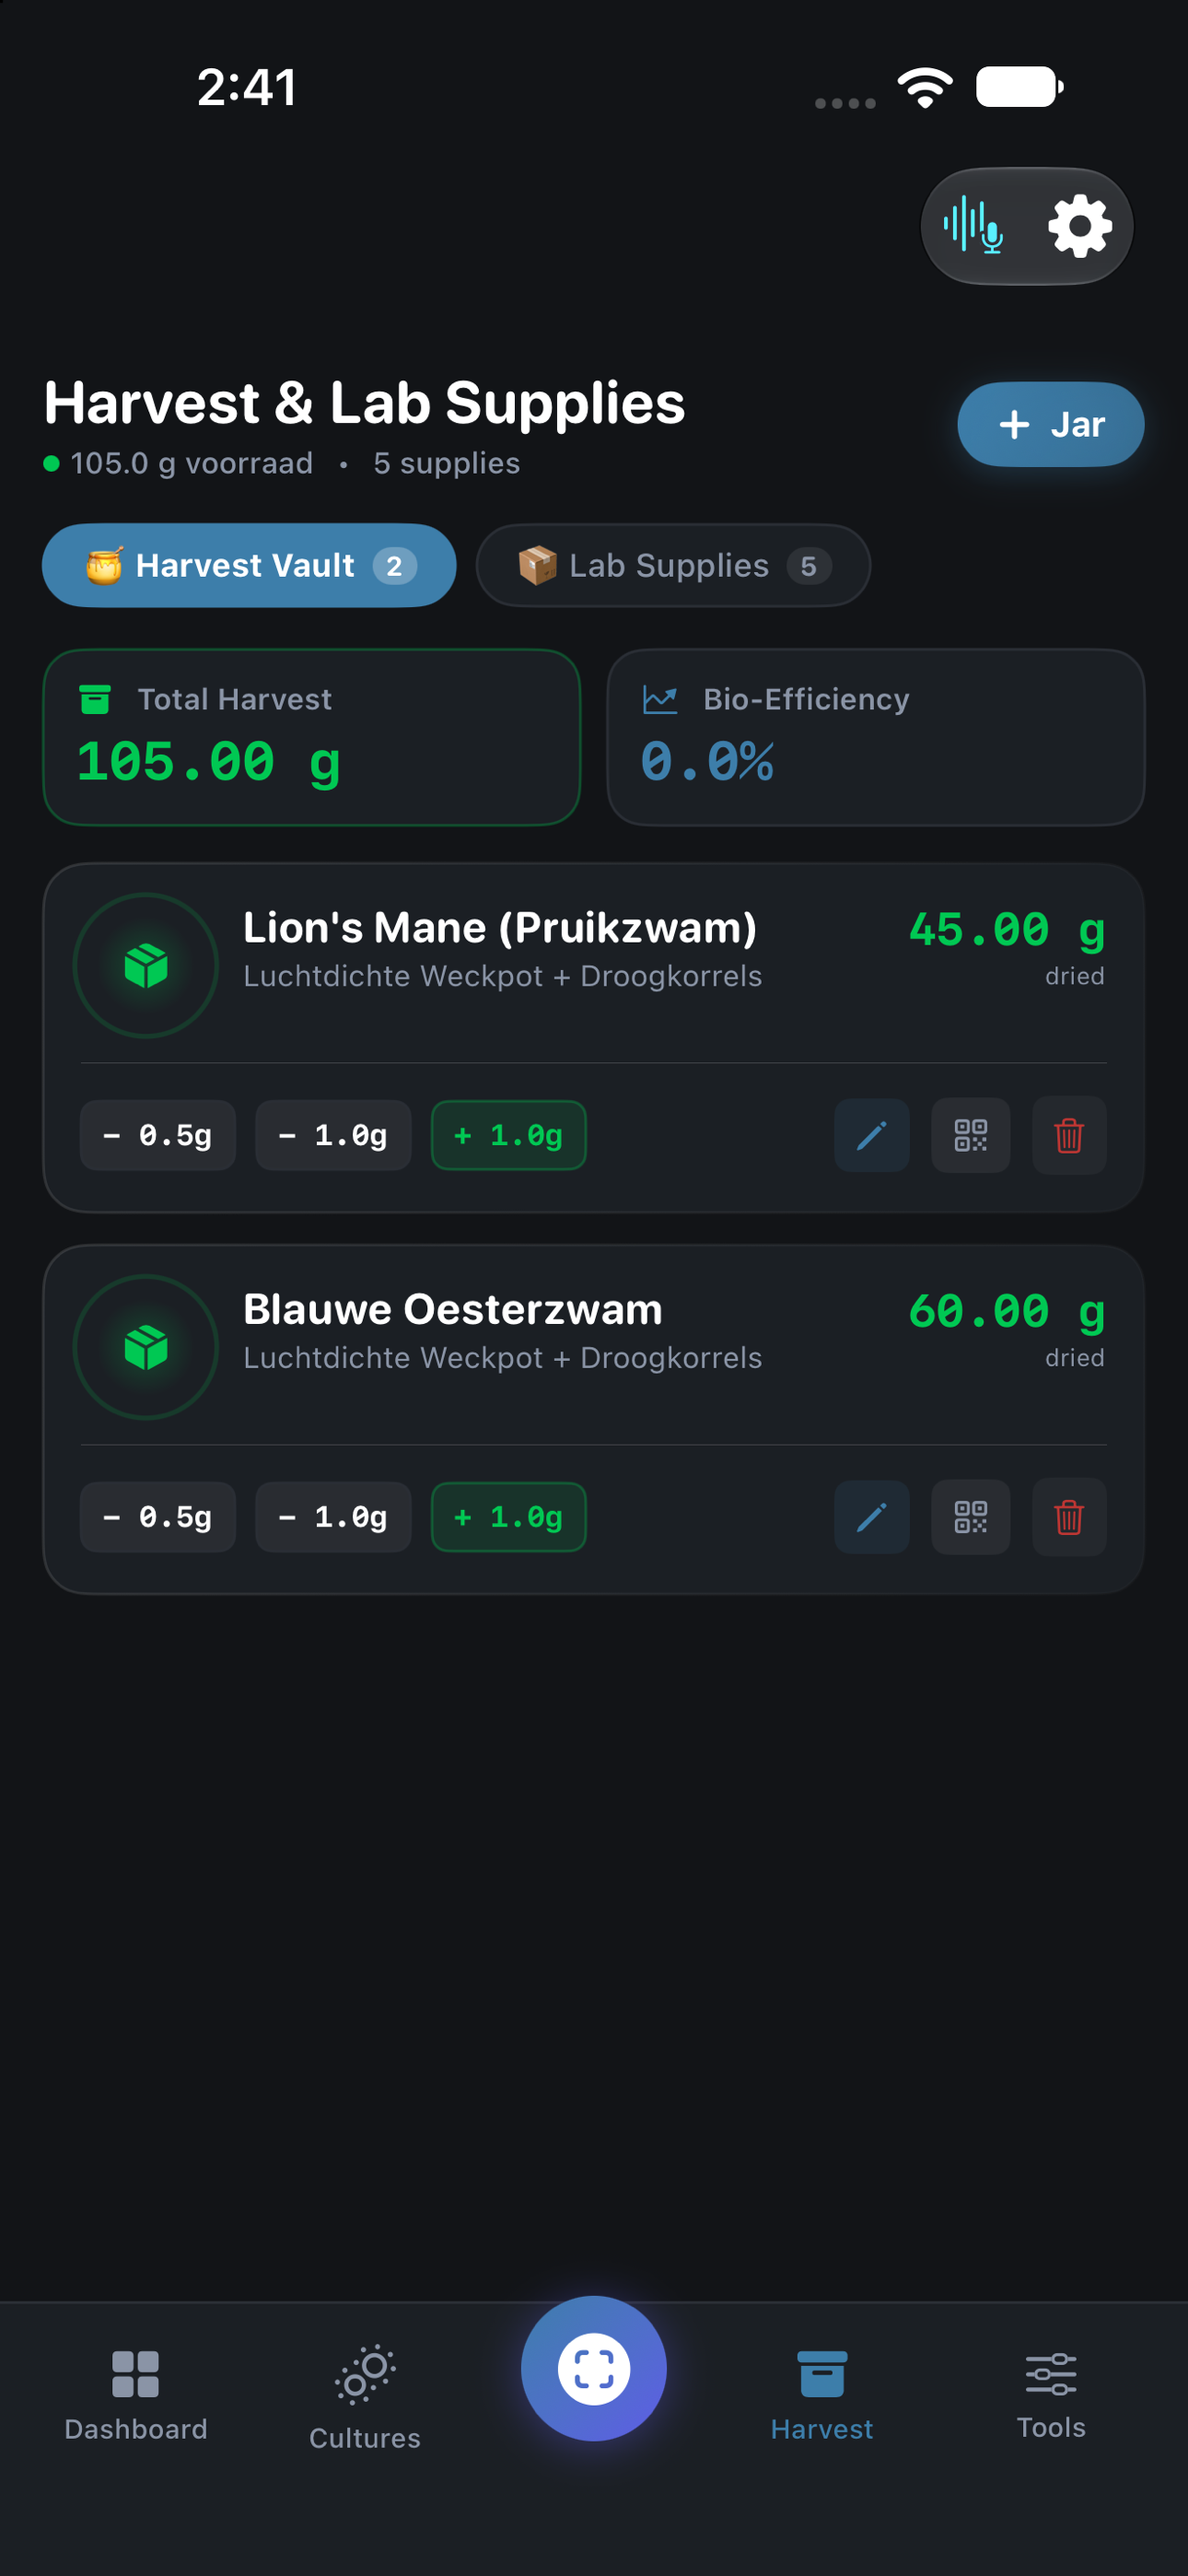 2:41
Harvest & Lab Supplies
+ Jar
105.0 g voorraad • 5 supplies
Harvest Vault 2
Lab Supplies 5
Total Harvest
105.00 g
Bio-Efficiency
0.0%
Lion's Mane (Pruikzwam)
45.00 g
Luchtdichte Weckpot + Droogkorrels
dried
− 0.5g
− 1.0g
+ 1.0g
Blauwe Oesterzwam
60.00 g
Luchtdichte Weckpot + Droogkorrels
dried
− 0.5g
− 1.0g
+ 1.0g
Dashboard
Cultures
Harvest
Tools